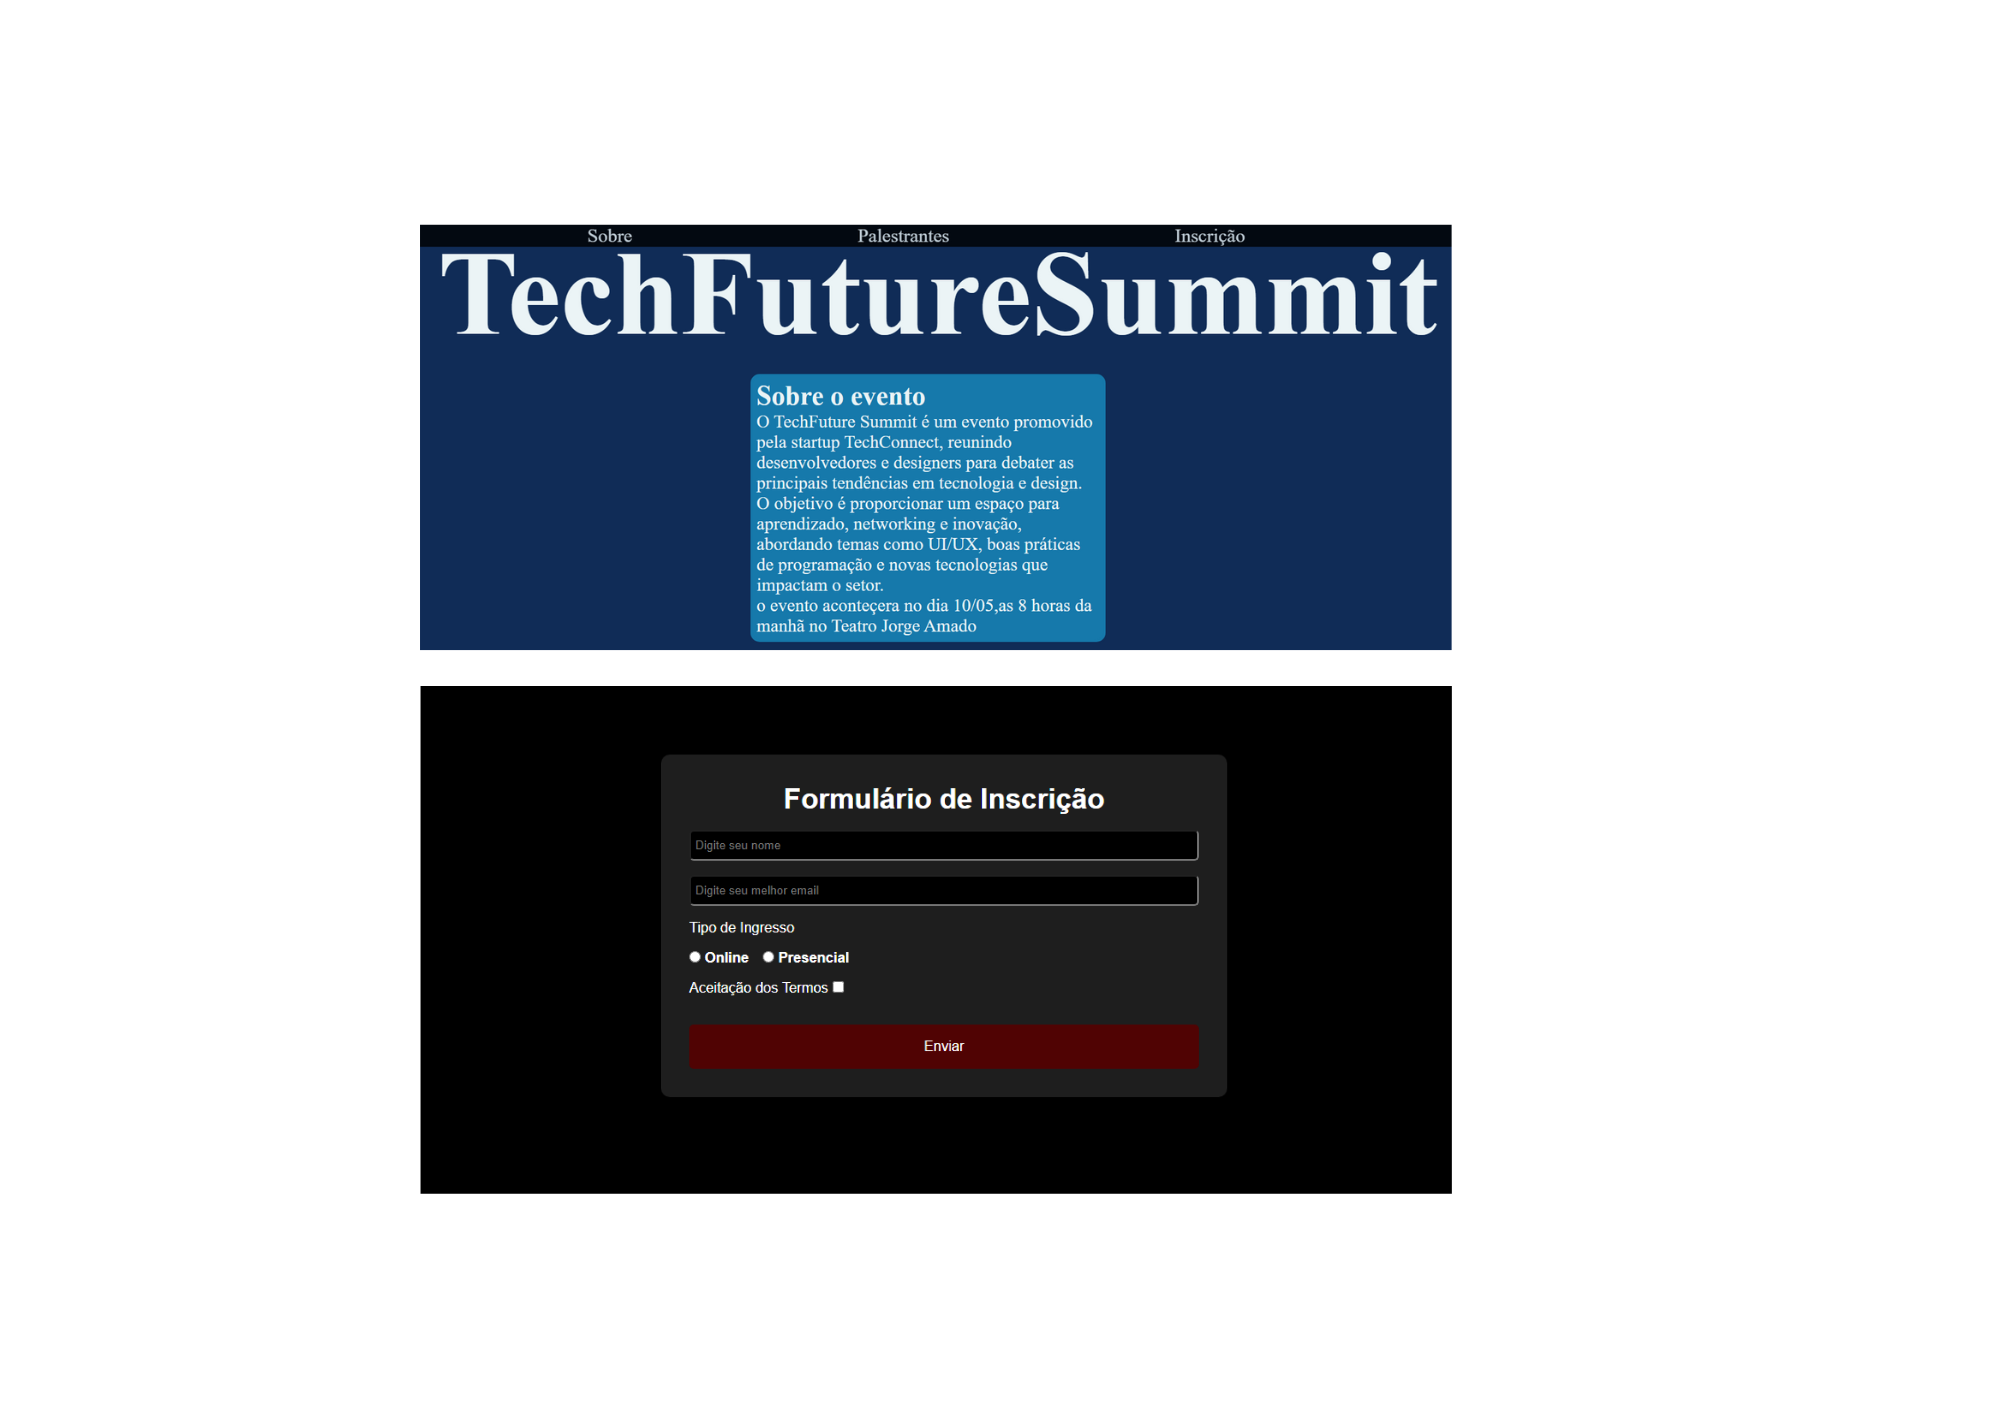 Sobre Palestrantes Inscrição
TechFutureSummit
Sobre o evento
O TechFuture Summit é um evento promovido
pela startup TechConnect, reunindo
desenvolvedores e designers para debater as
principais tendências em tecnologia e design.
O objetivo é proporcionar um espaço para
aprendizado, networking e inovação,
abordando temas como UI/UX, boas práticas
de programação e novas tecnologias que
impactam o setor.
o evento aconteçera no dia 10/05,as 8 horas da
manhã no Teatro Jorge Amado
Formulário de Inscrição
Digite seu nome
Digite seu melhor email
Tipo de Ingresso
Online Presencial
Aceitação dos Termos
Enviar